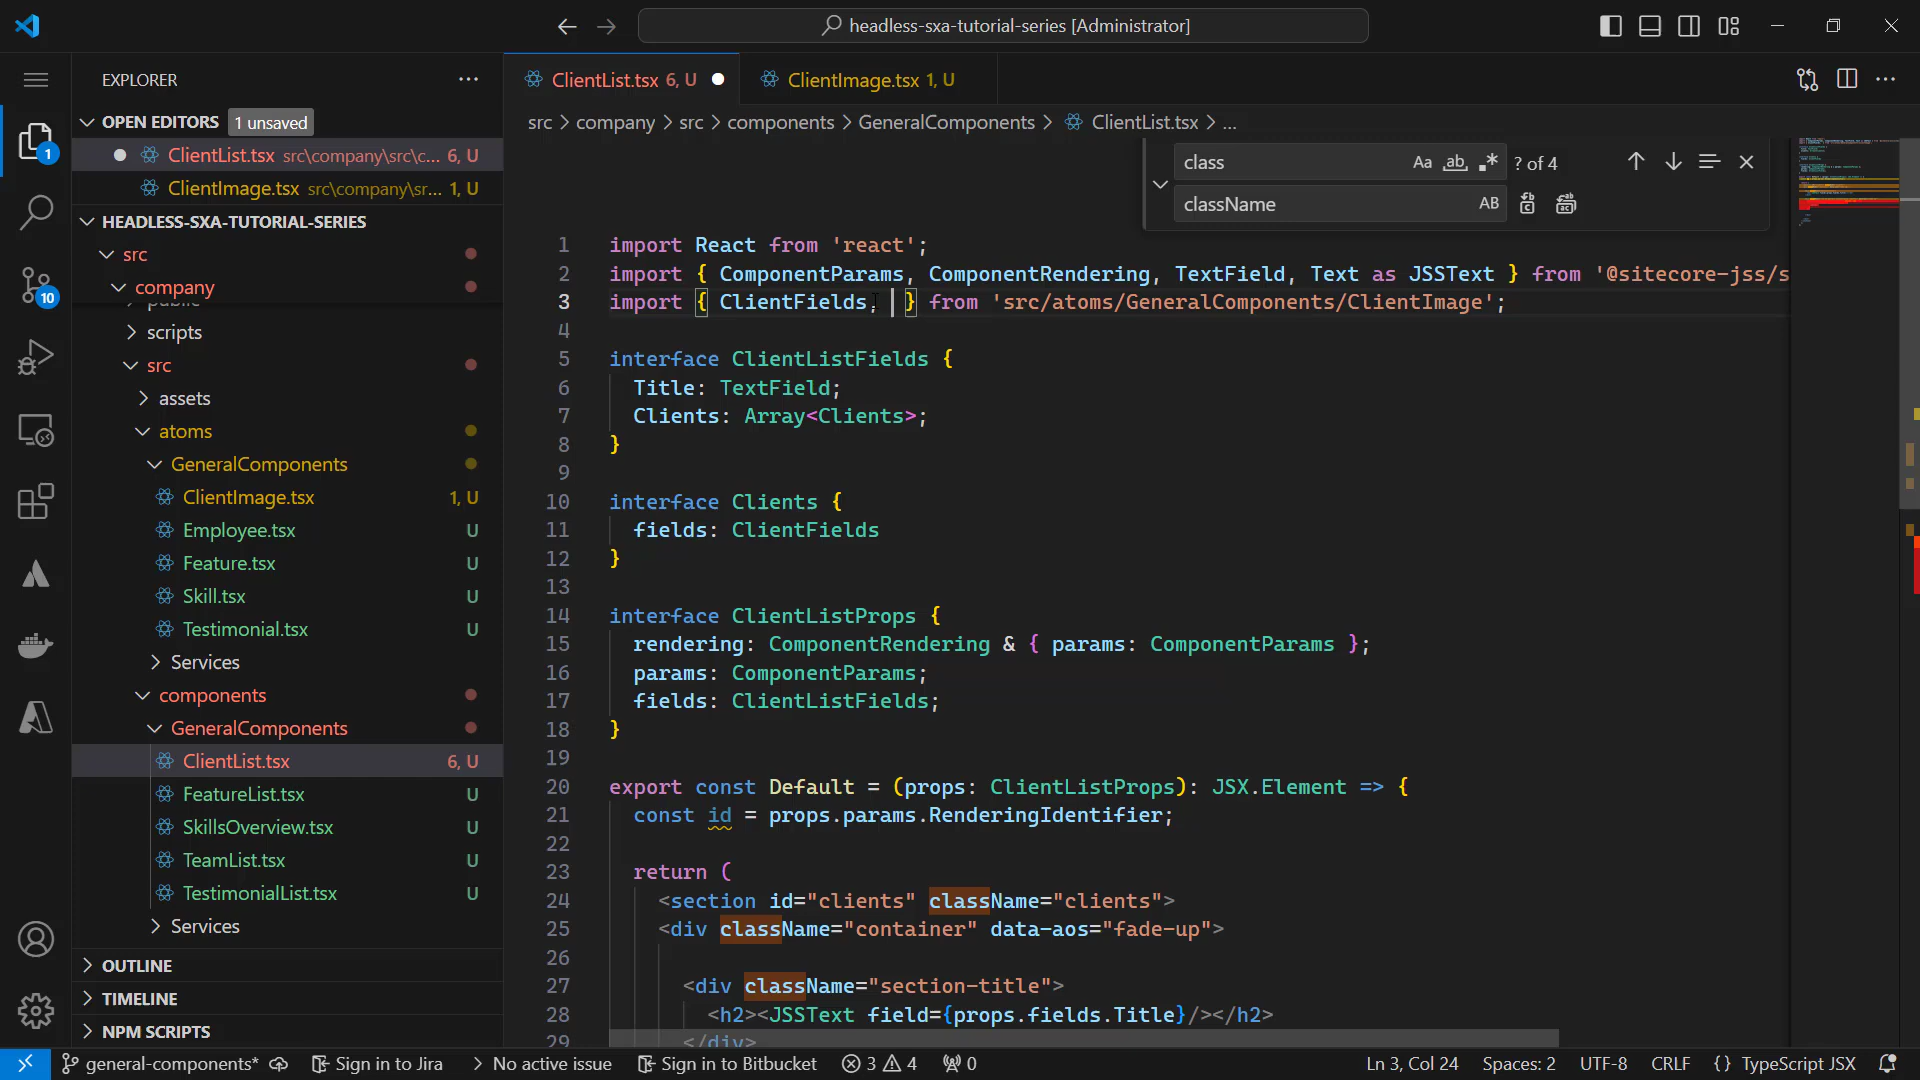 headless-sxa-tutorial-series [Administrator]
EXPLORER
OPEN EDITORS 1 unsaved
ClientList.tsx src\company\src\c... 6, U
ClientImage.tsx src\company\sr... 1, U
HEADLESS-SXA-TUTORIAL-SERIES
src
company
public
scripts
src
assets
atoms
GeneralComponents
ClientImage.tsx 1, U
Employee.tsx U
Feature.tsx U
Skill.tsx U
Testimonial.tsx U
Services
components
GeneralComponents
ClientList.tsx 6, U
FeatureList.tsx U
SkillsOverview.tsx U
TeamList.tsx U
TestimonialList.tsx U
Services
OUTLINE
TIMELINE
NPM SCRIPTS
1
10
ClientList.tsx 6, U
ClientImage.tsx 1, U
src > company > src > components > GeneralComponents > ClientList.tsx > ...
class Aa ab ? of 4
className AB
1 import React from 'react';
2 import { ComponentParams, ComponentRendering, TextField, Text as JSSText } from '@sitecore-jss/s
3 import { ClientFields, } from 'src/atoms/GeneralComponents/ClientImage';
4
5 interface ClientListFields {
6 Title: TextField;
7 Clients: Array<Clients>;
8 }
9
10 interface Clients {
11 fields: ClientFields
12 }
13
14 interface ClientListProps {
15 rendering: ComponentRendering & { params: ComponentParams };
16 params: ComponentParams;
17 fields: ClientListFields;
18 }
19
20 export const Default = (props: ClientListProps): JSX.Element => {
21 const id = props.params.RenderingIdentifier;
22
23 return (
24 <section id="clients" className="clients">
25 <div className="container" data-aos="fade-up">
26
27 <div className="section-title">
28 <h2><JSSText field={props.fields.Title}/></h2>
29 </div>
general-components* Sign in to Jira No active issue Sign in to Bitbucket 3 4 0 Ln 3, Col 24 Spaces: 2 UTF-8 CRLF {} TypeScript JSX